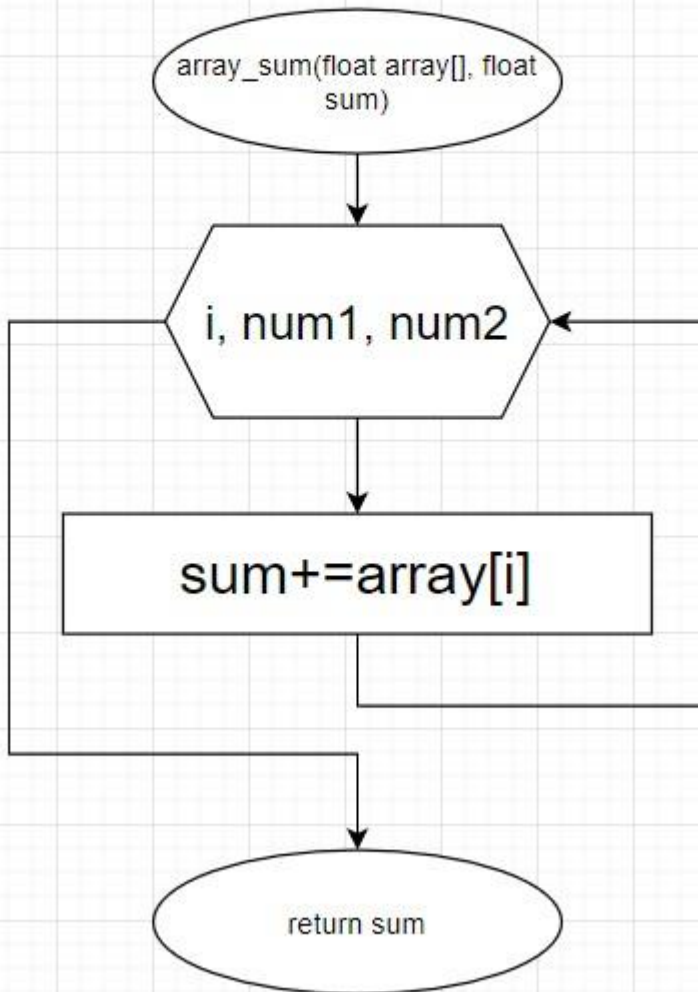 array_sum(float array[], float
sum)
i, num1, num2
sum+=array[i]
return sum